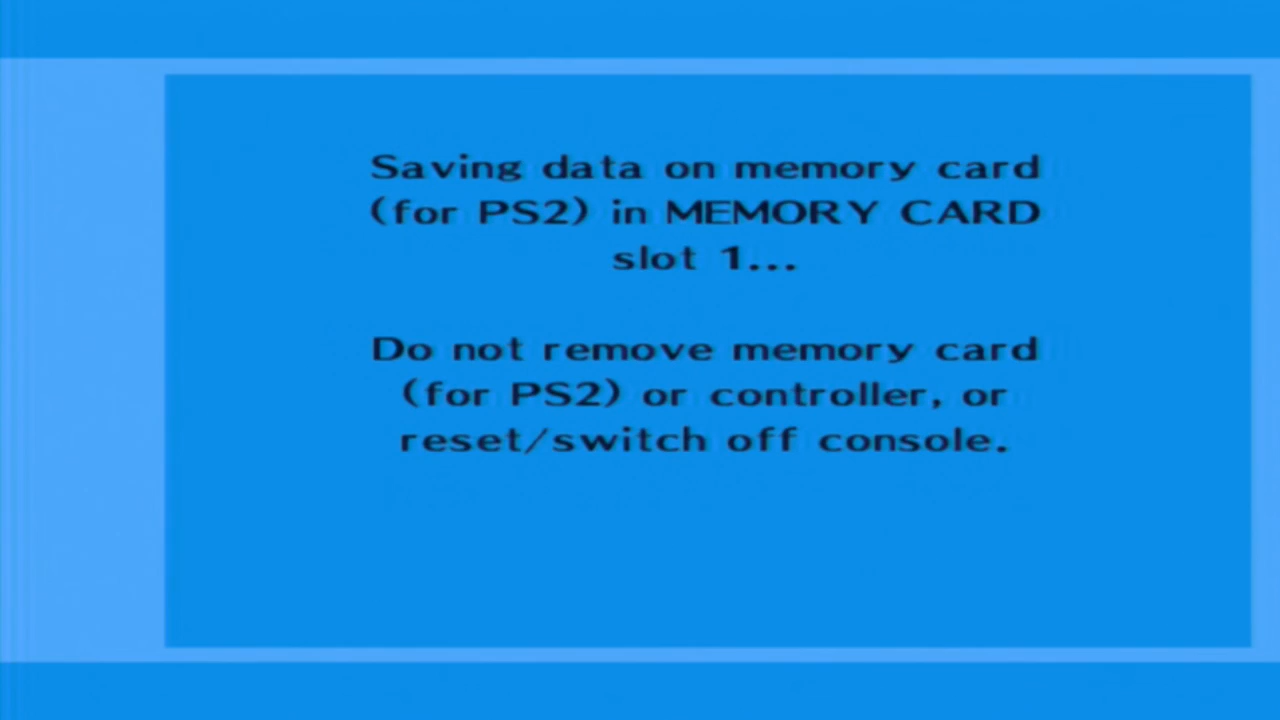 Saving data on memory card
(for PS2) in MEMORY CARD
slot 1...
Do not remove memory card
(for PS2) or controller, or
reset/switch off console.